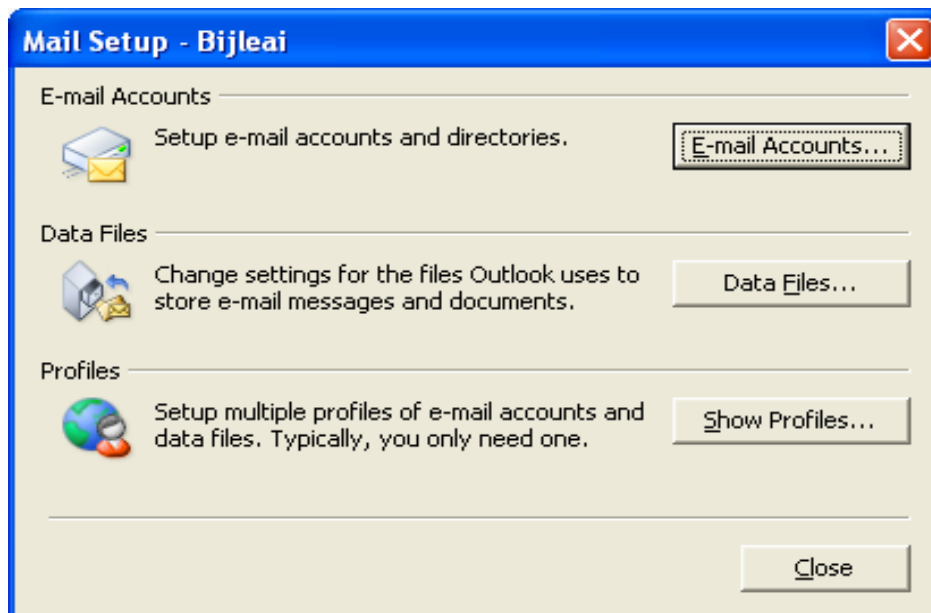 Mail Setup - Bijleai
E-mail Accounts
Setup e-mail accounts and directories.
E-mail Accounts...
Data Files
Change settings for the files Outlook uses to
store e-mail messages and documents.
Data Files...
Profiles
Setup multiple profiles of e-mail accounts and
data files. Typically, you only need one.
Show Profiles...
Close